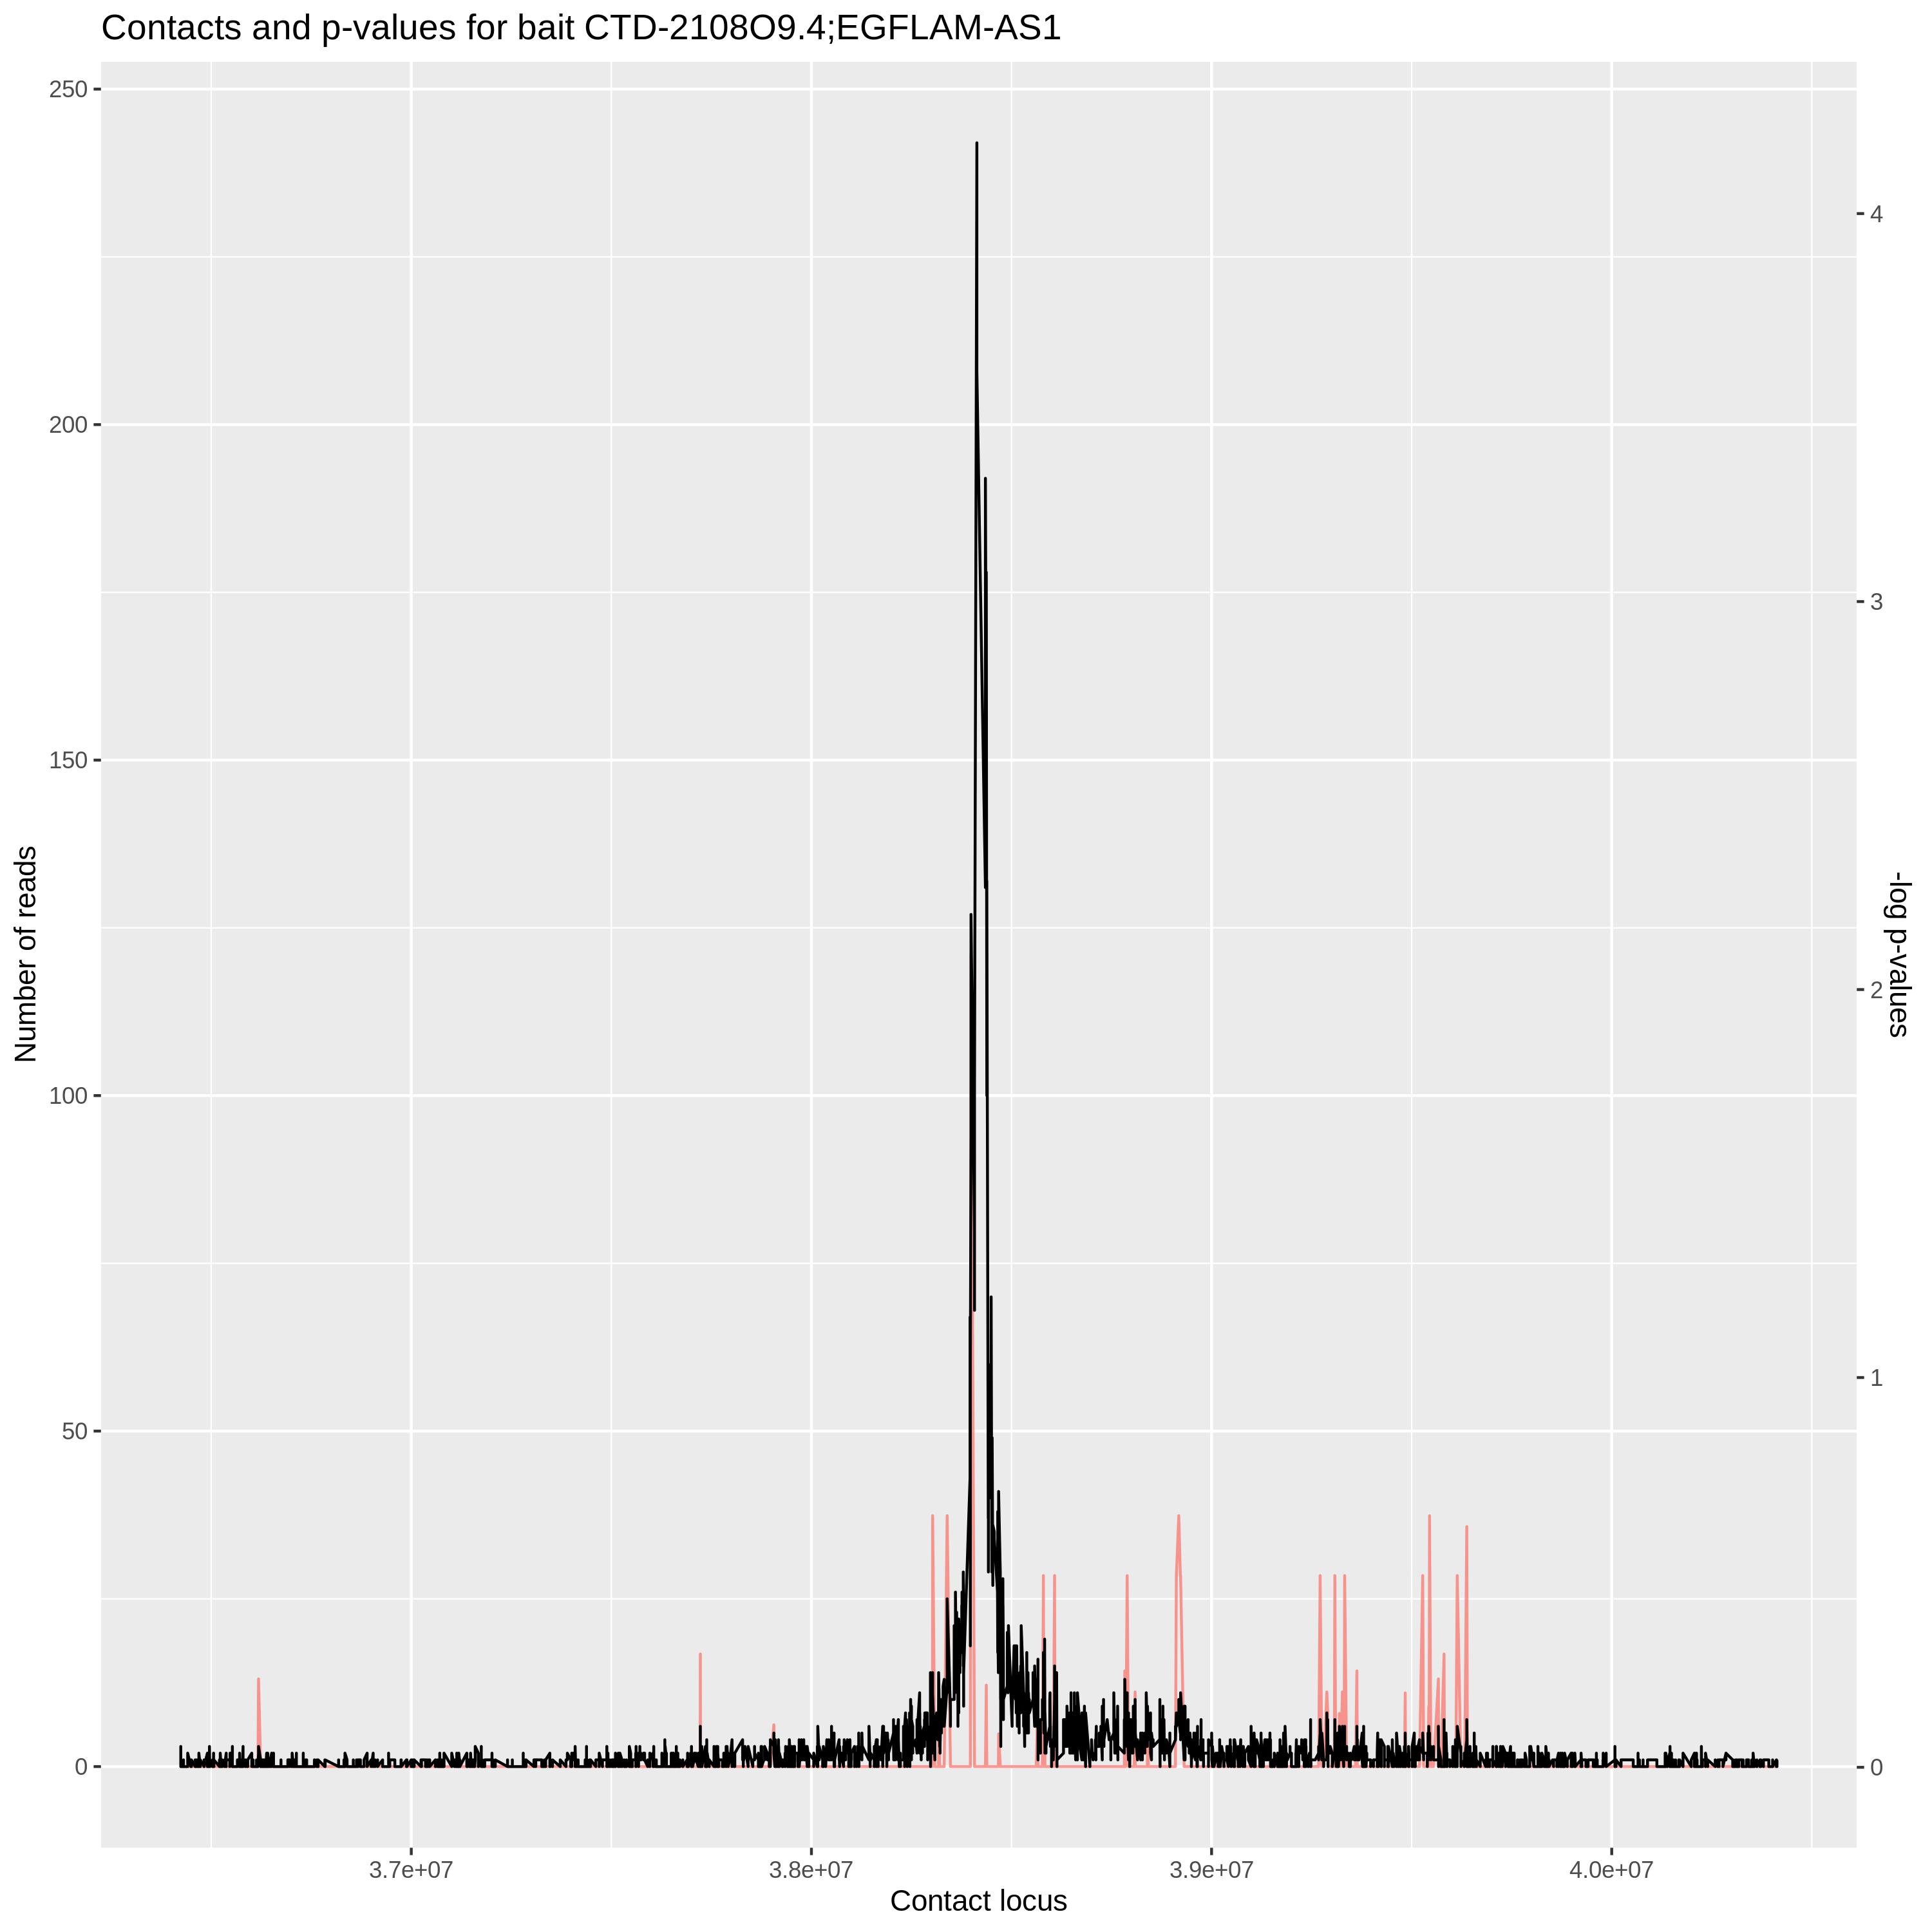 Contacts and p-values for bait CTD-2108O9.4;EGFLAM-AS1
250
200
150
100
50
0
Number of reads
4
3
2
1
0
-log p-values
3.7e+07
3.8e+07
3.9e+07
4.0e+07
Contact locus